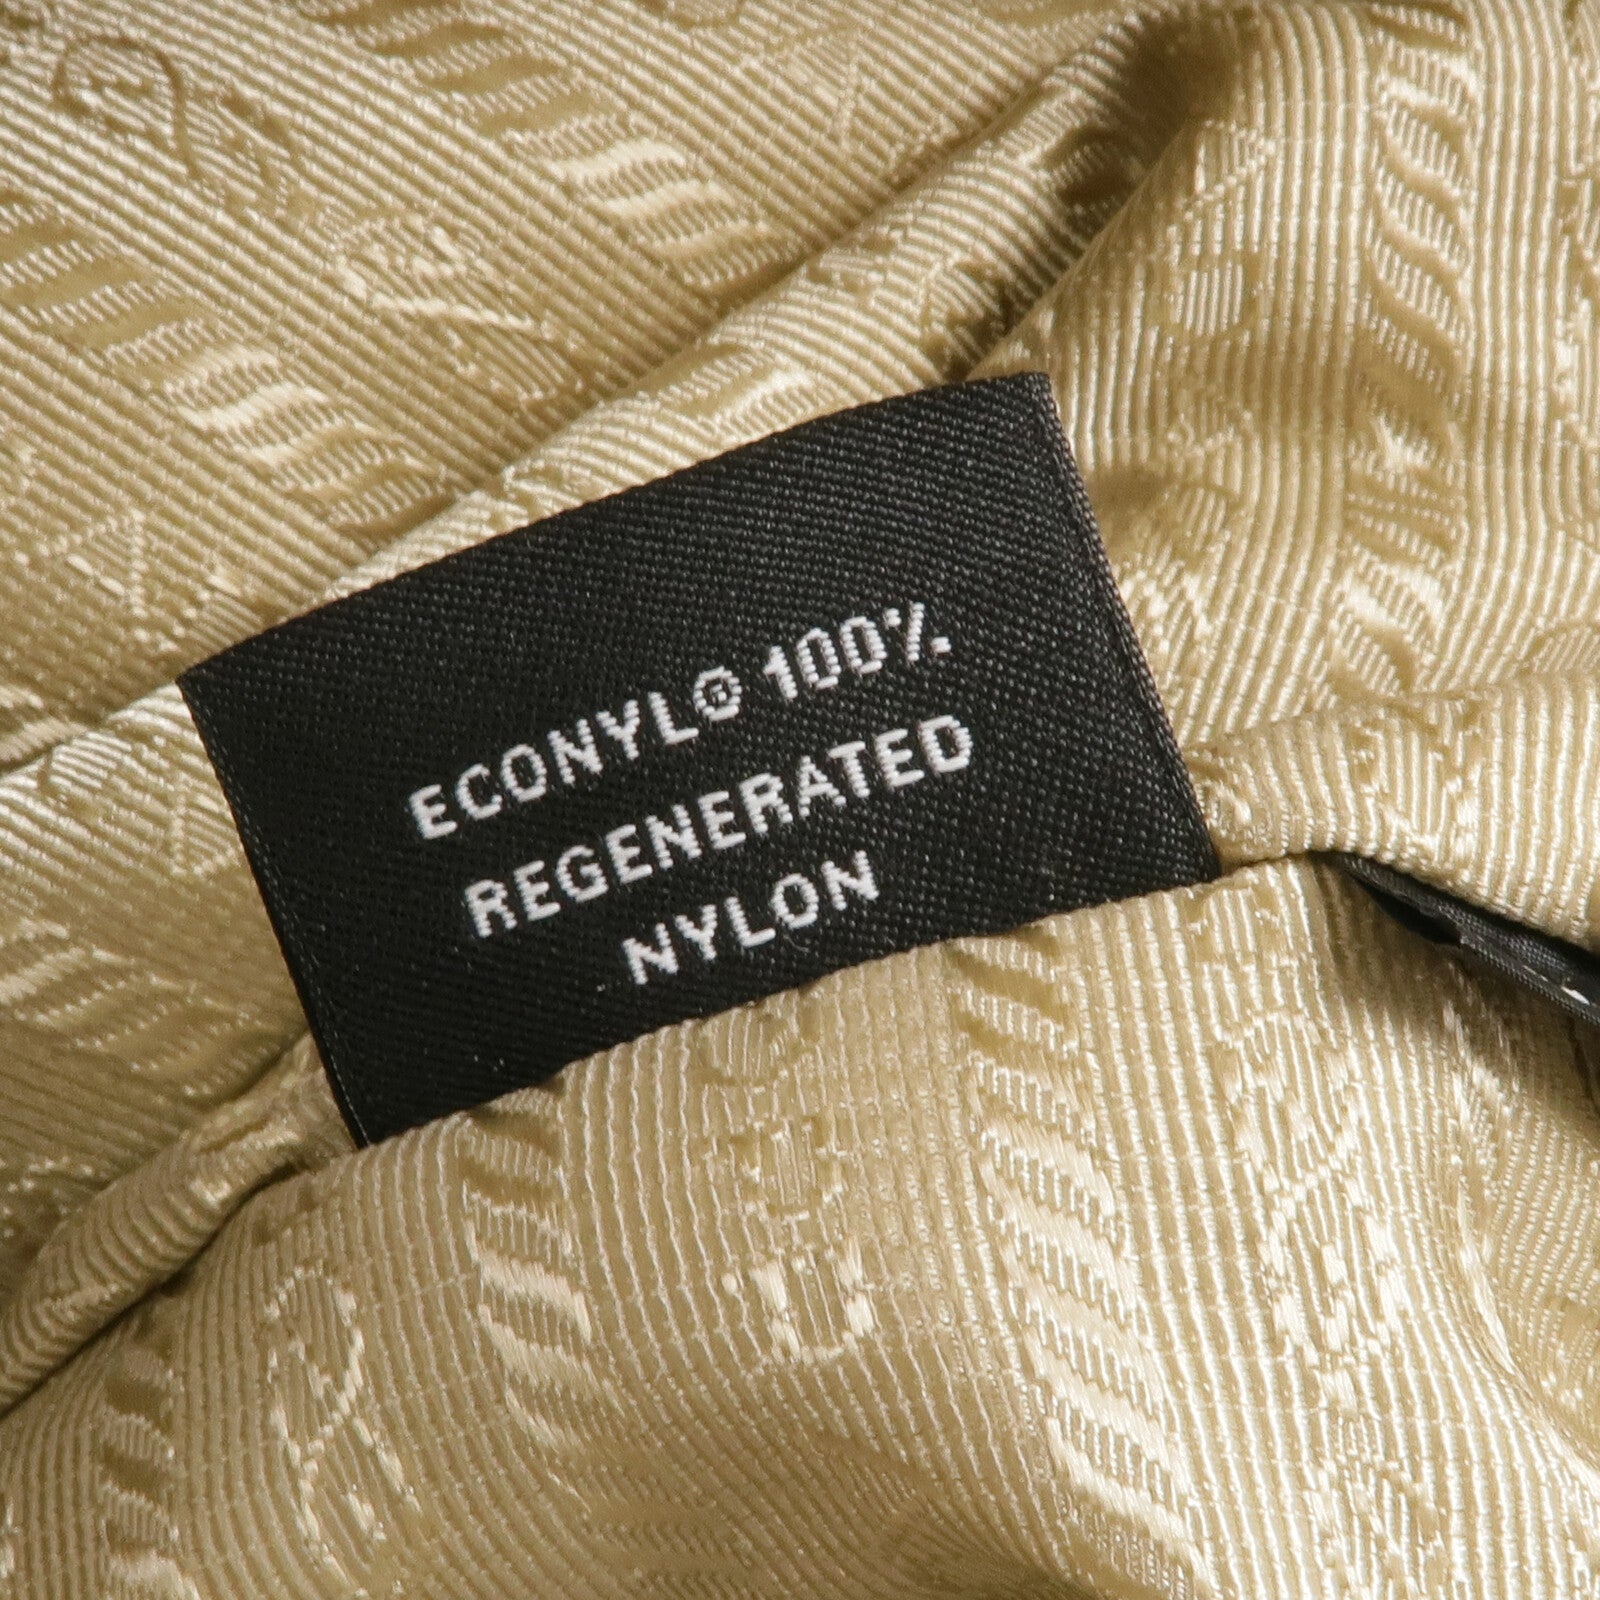 ECONYL® 100%
REGENERATED
NYLON